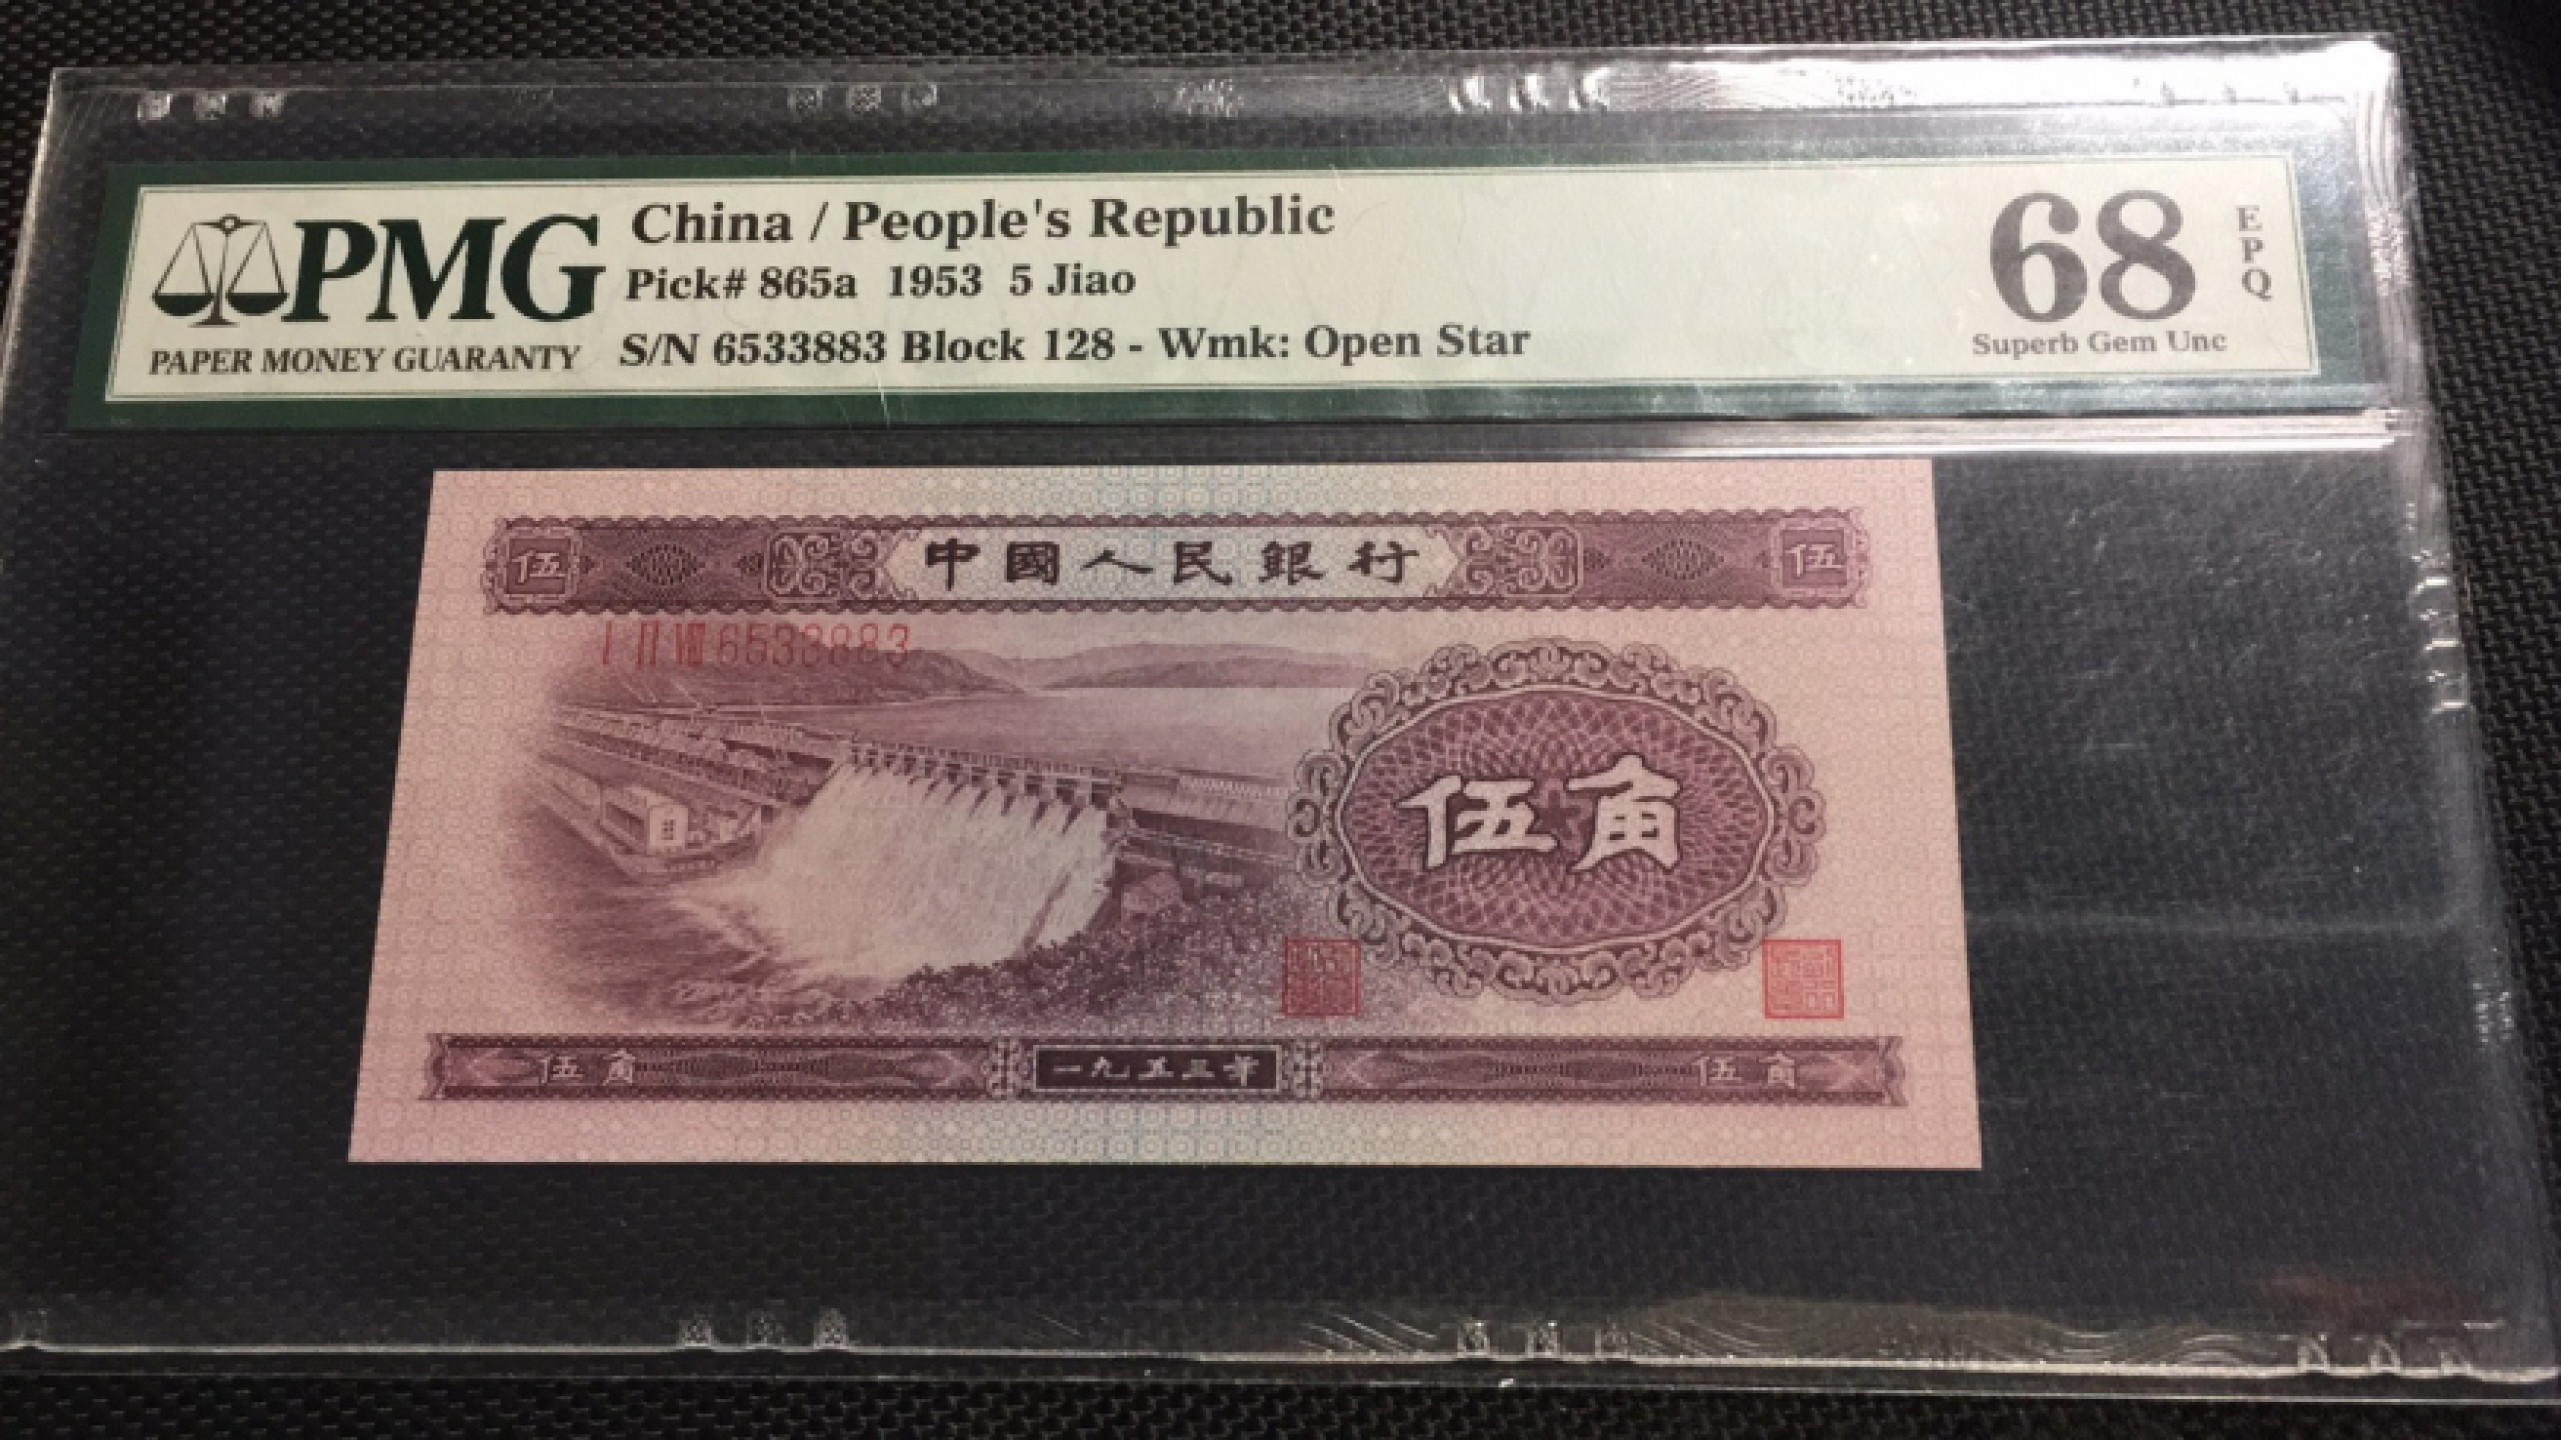 PMG
PAPER MONEY GUARANTY
China / People's Republic
Pick# 865a 1953 5 Jiao
S/N 6533883 Block 128 - Wmk: Open Star
68
EPQ
Superb Gem Unc
伍 中國人民銀行 伍
I II VIII 6533883
伍角
伍角 一九五三年 伍角